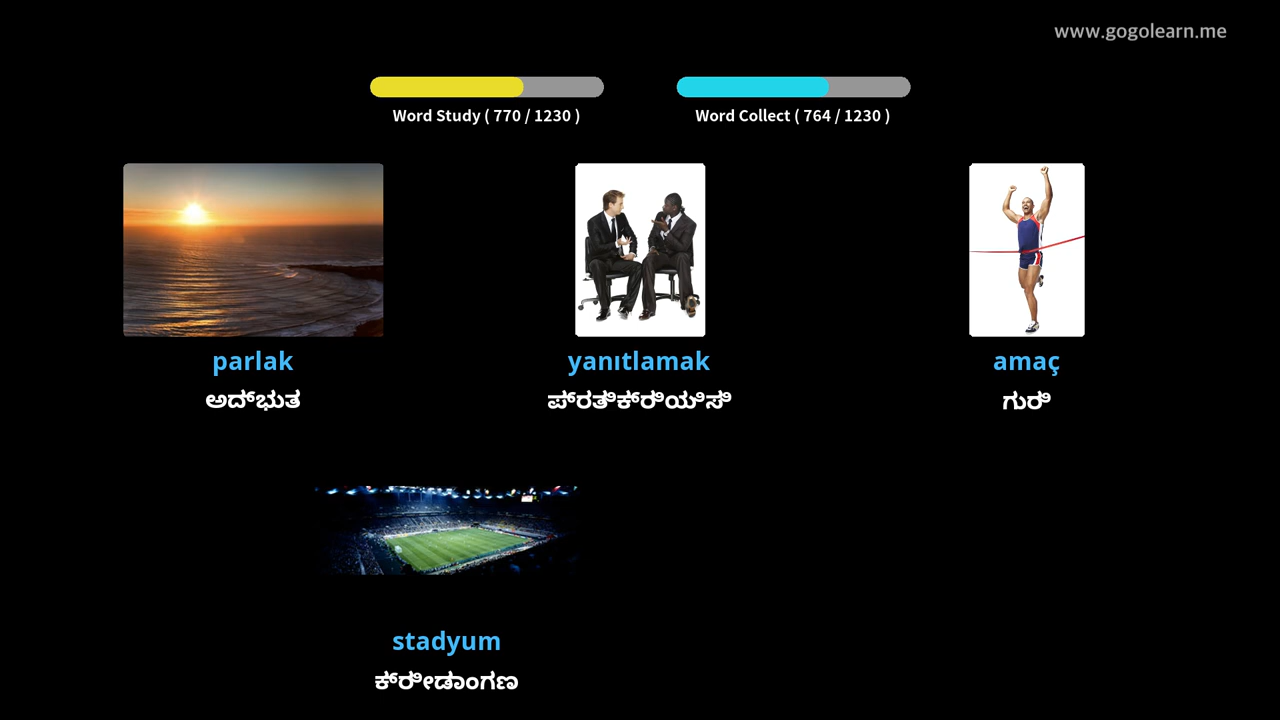 www.gogolearn.me
Word Study ( 770 / 1230 )
Word Collect ( 764 / 1230 )
parlak
yanıtlamak
amaç
ಅದ್ಭುತ
ಪ್ರತಿಕ್ರಿಯಿಸಿ
ಗುರಿ
stadyum
ಕ್ರೀಡಾಂಗಣ